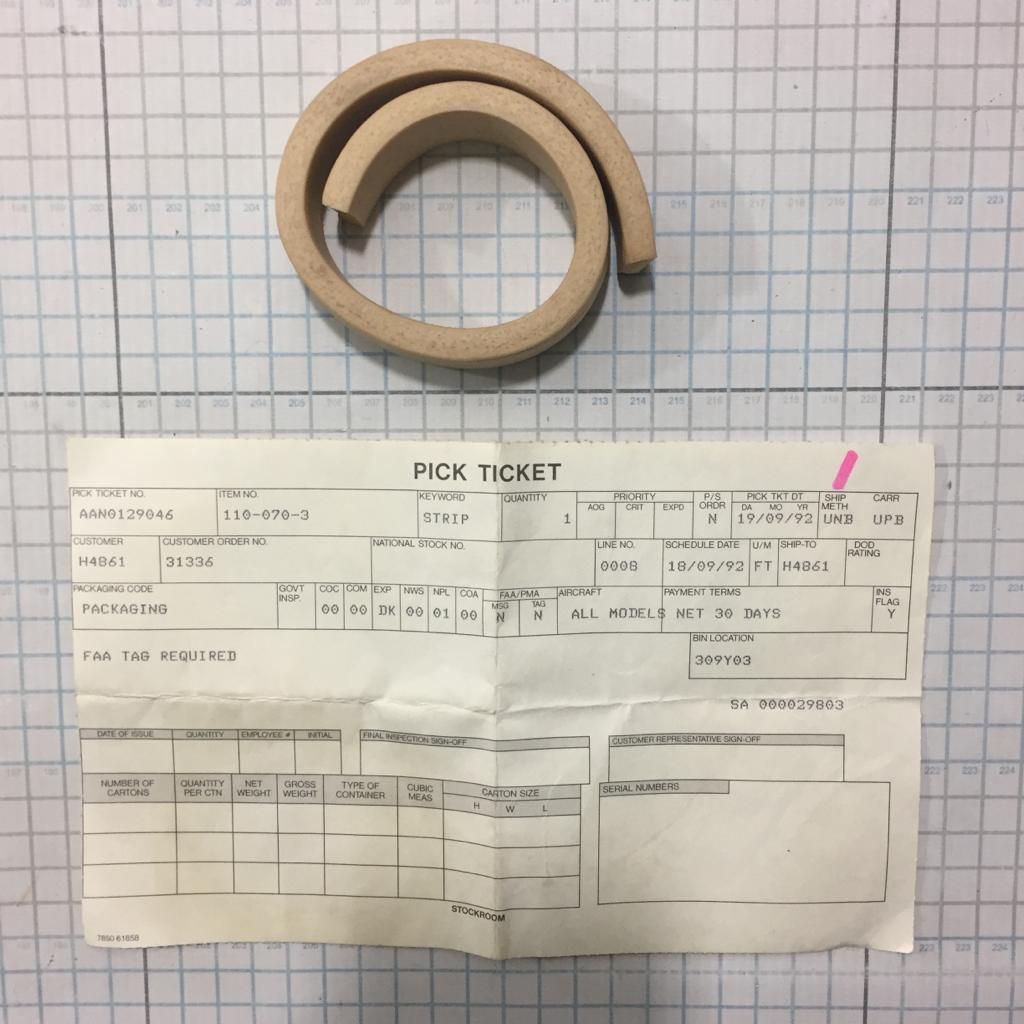 PICK TICKET
PICK TICKET NO. ITEM NO. KEYWORD QUANTITY PRIORITY P/S ORDR PICK TKT DT SHIP METH CARR
AOG CRIT EXPD DA MO YR
AAN0129046 110-070-3 STRIP 1 N 19/09/92 UNB UPB
CUSTOMER CUSTOMER ORDER NO. NATIONAL STOCK NO. LINE NO. SCHEDULE DATE U/M SHIP-TO DOD RATING
H4861 31336 0008 18/09/92 FT H4861
PACKAGING CODE GOVT INSP. COC COM EXP NWS NPL COA FAA/PMA AIRCRAFT PAYMENT TERMS INS FLAG
MSG TAG
PACKAGING 00 00 DK 00 01 00 N N ALL MODELS NET 30 DAYS Y
BIN LOCATION
FAA TAG REQUIRED 309Y03
SA 000029803
DATE OF ISSUE QUANTITY EMPLOYEE # INITIAL FINAL INSPECTION SIGN-OFF CUSTOMER REPRESENTATIVE SIGN-OFF
NUMBER OF CARTONS QUANTITY PER CTN NET WEIGHT GROSS WEIGHT TYPE OF CONTAINER CUBIC MEAS CARTON SIZE SERIAL NUMBERS
H W L
STOCKROOM
7850 61858